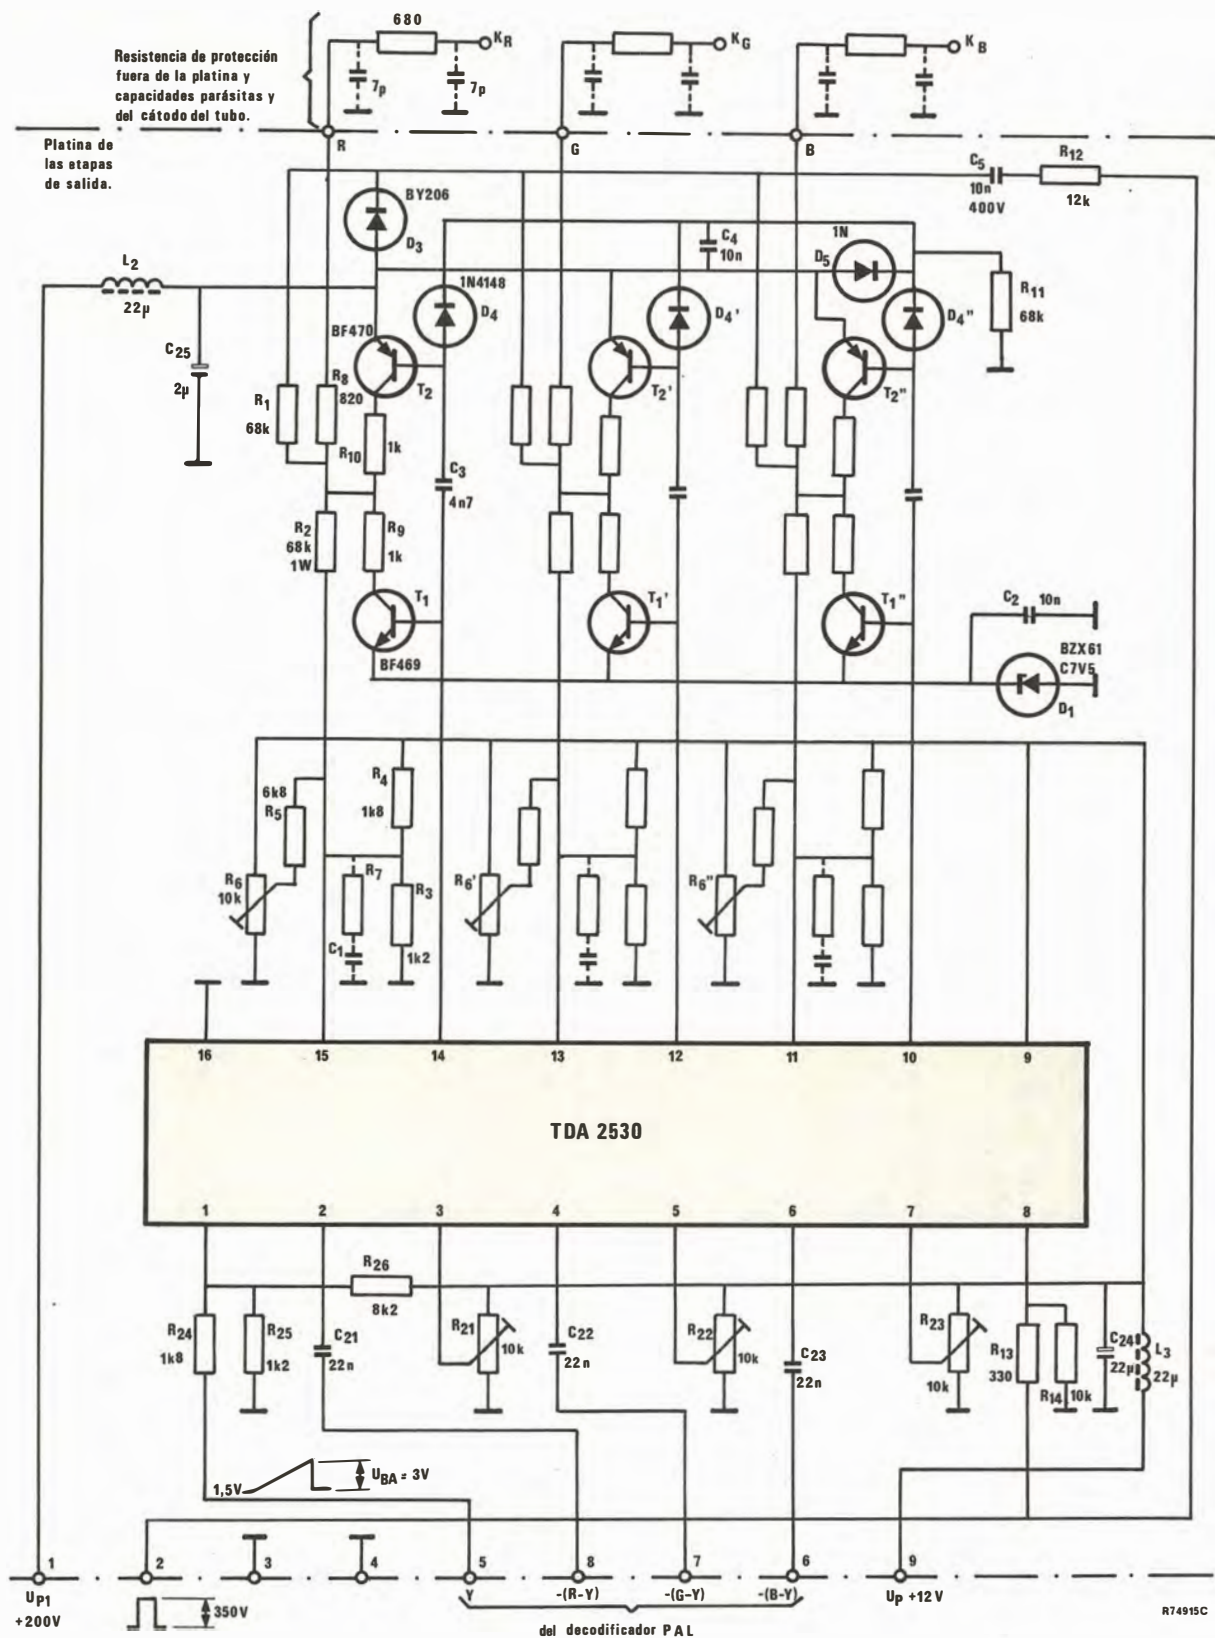 680
K R
K G
K B
Resistencia de protección
fuera de la platina y
capacidades parásitas y
del cátodo del tubo.
7p
7p
R
G
B
Platina de
las etapas
de salida.
C5
10n
400V
R12
12k
BY206
D3
L2
22µ
1N4148
D4
C4
10n
D4'
1N
D5
D4"
R11
68k
C25
2µ
BF470
T2
T2'
T2"
R1
68k
R8
820
R10
1k
C3
4n7
R2
68k
1W
R9
1k
T1
BF469
T1'
T1"
C2
10n
BZX61
C7V5
D1
6k8
R5
R4
1k8
R6
10k
R7
R3
C1
1k2
R6'
R6"
16
15
14
13
12
11
10
9
TDA 2530
1
2
3
4
5
6
7
8
R26
8k2
R24
1k8
R25
1k2
C21
22n
R21
10k
C22
22n
R22
10k
C23
22n
R23
10k
R13
330
R14
10k
C24
22µ
L3
22µ
1,5V
UBA = 3V
1
2
3
4
5
8
7
6
9
UP1
+200V
350V
Y
-(R-Y)
-(G-Y)
-(B-Y)
UP +12V
del decodificador PAL
R74915C